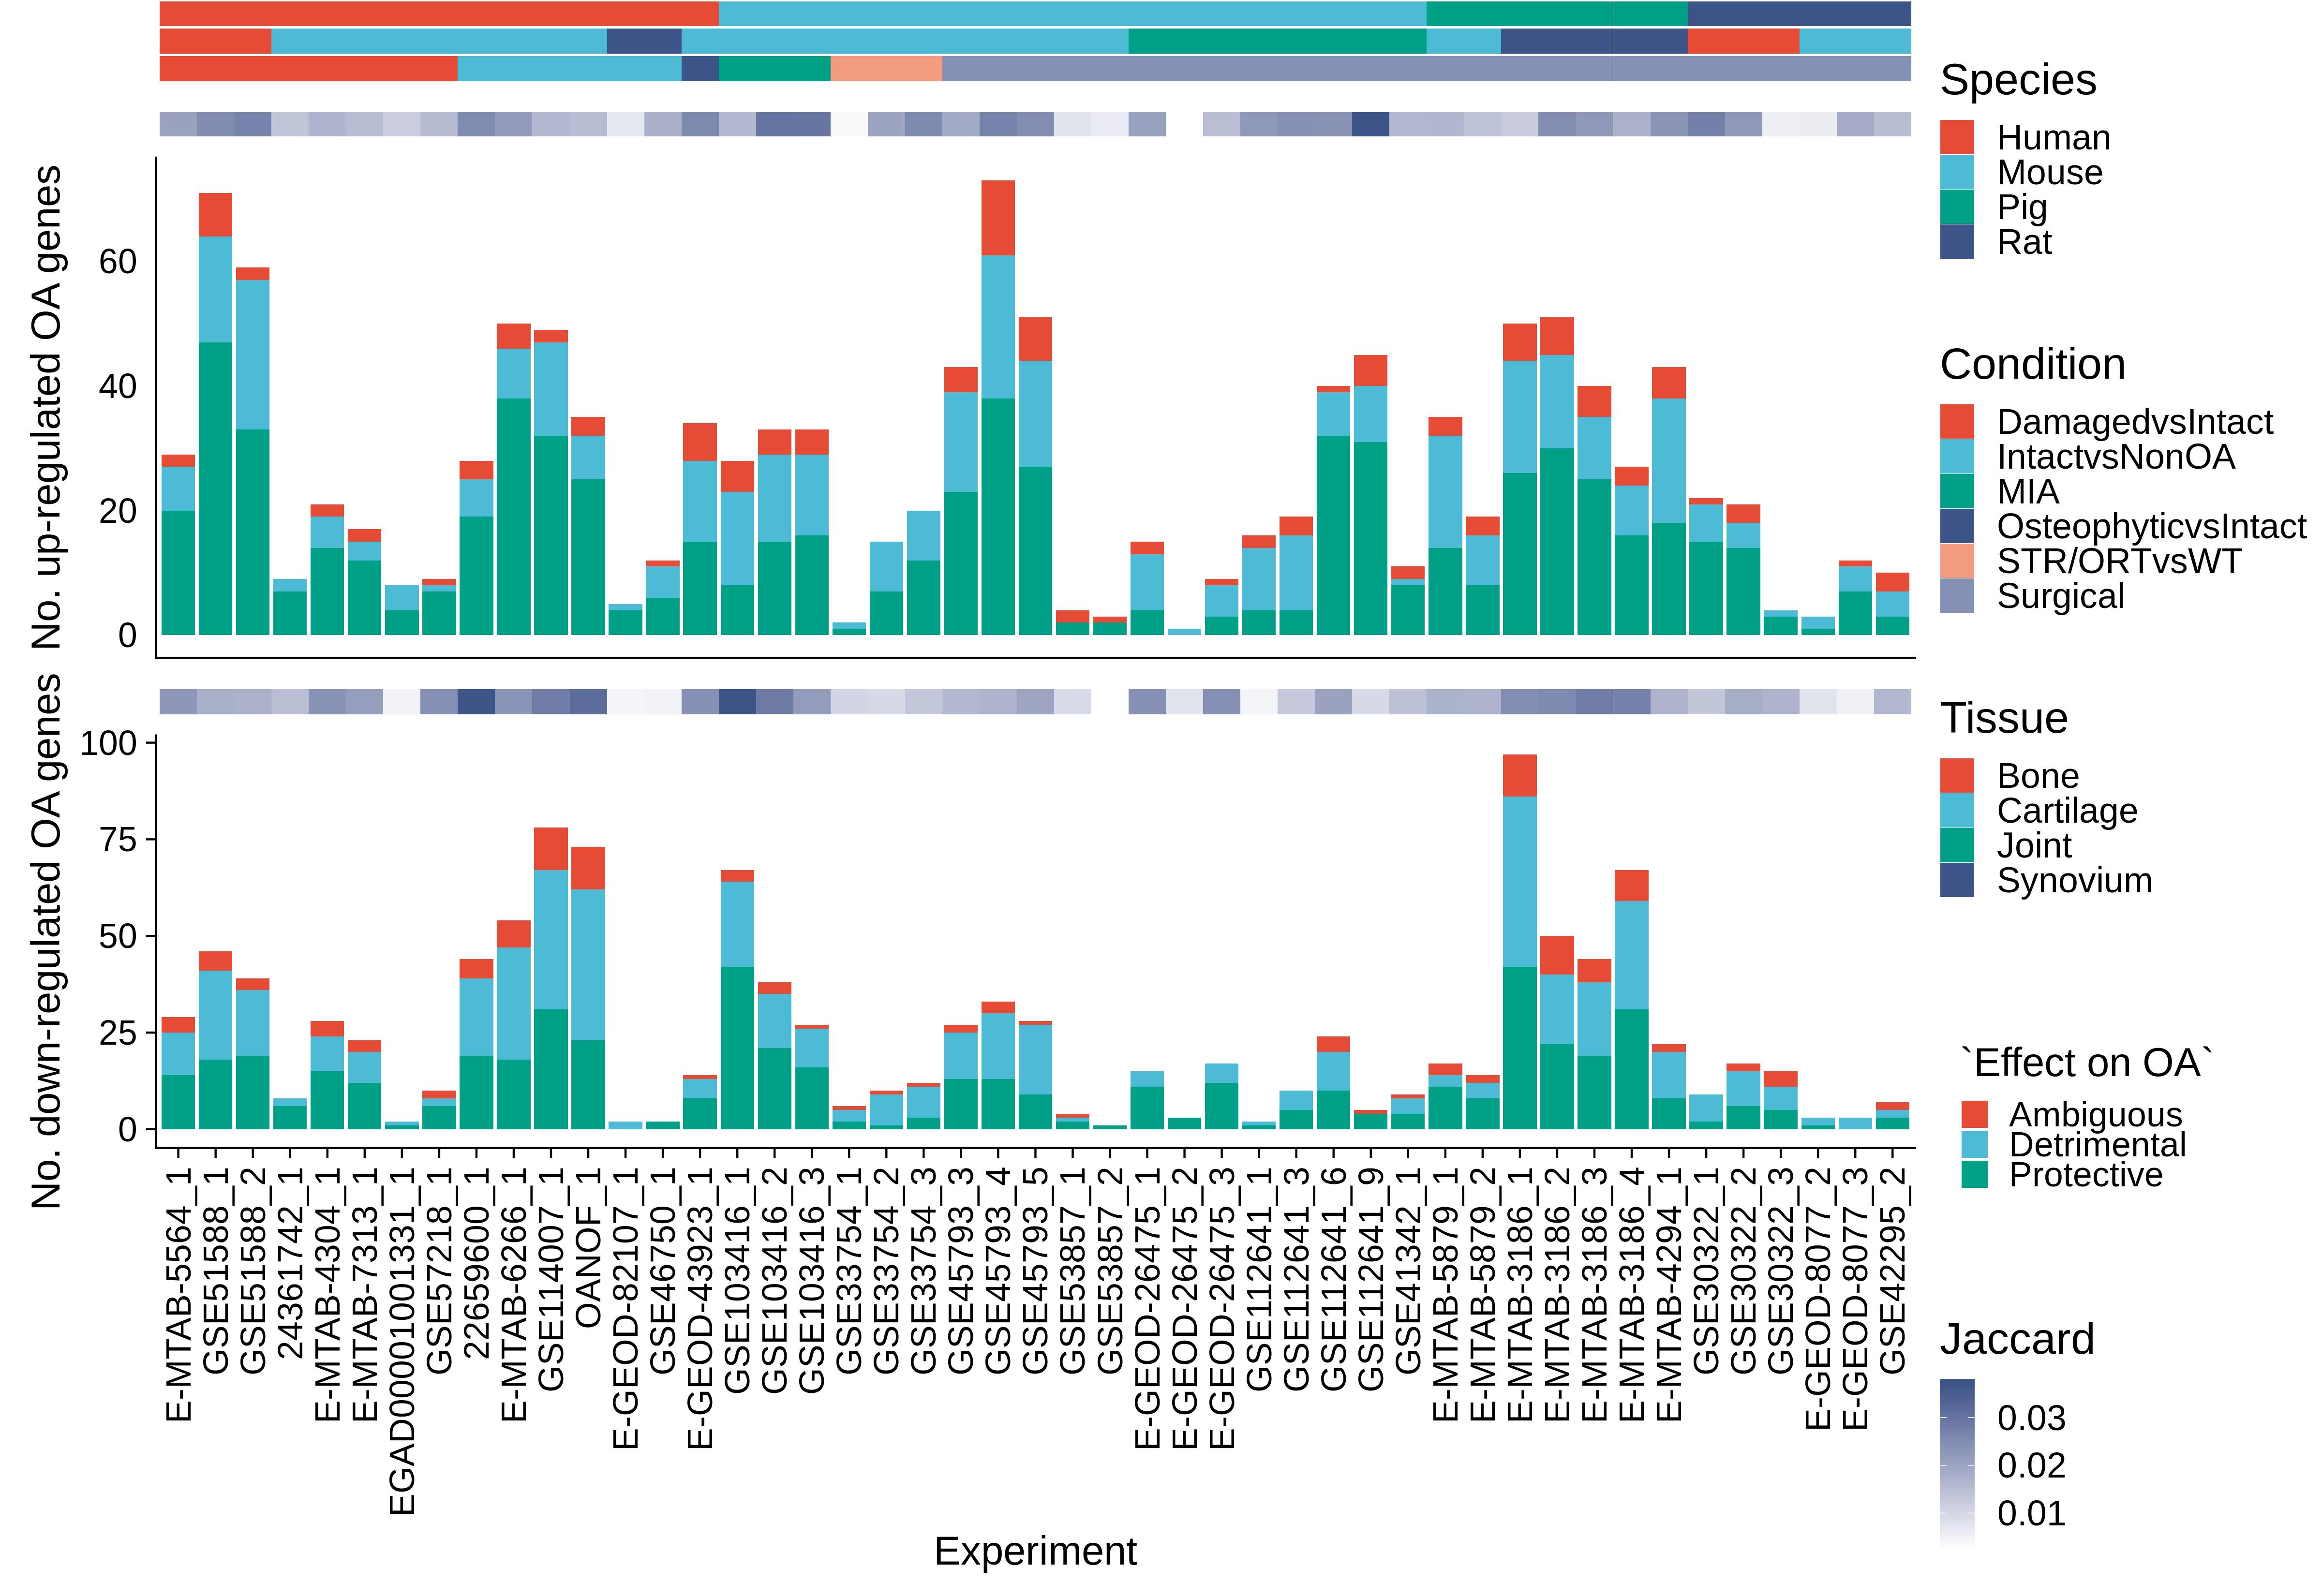 Species
Human
Mouse
Pig
Rat
Condition
DamagedvsIntact
IntactvsNonOA
MIA
OsteophyticvsIntact
STR/ORTvsWT
Surgical
Tissue
Bone
Cartilage
Joint
Synovium
`Effect on OA`
Ambiguous
Detrimental
Protective
Jaccard
0.03
0.02
0.01
No. up-regulated OA genes
60
40
20
0
No. down-regulated OA genes
100
75
50
25
0
E-MTAB-5564_1
GSE51588_1
GSE51588_2
24361742_1
E-MTAB-4304_1
E-MTAB-7313_1
EGAD00001001331_1
GSE57218_1
22659600_1
E-MTAB-6266_1
GSE114007_1
OANOF_1
E-GEOD-82107_1
GSE46750_1
E-GEOD-43923_1
GSE103416_1
GSE103416_2
GSE103416_3
GSE33754_1
GSE33754_2
GSE33754_3
GSE45793_3
GSE45793_4
GSE45793_5
GSE53857_1
GSE53857_2
E-GEOD-26475_1
E-GEOD-26475_2
E-GEOD-26475_3
GSE112641_1
GSE112641_3
GSE112641_6
GSE112641_9
GSE41342_1
E-MTAB-5879_1
E-MTAB-5879_2
E-MTAB-3186_1
E-MTAB-3186_2
E-MTAB-3186_3
E-MTAB-3186_4
E-MTAB-4294_1
GSE30322_1
GSE30322_2
GSE30322_3
E-GEOD-8077_2
E-GEOD-8077_3
GSE42295_2
Experiment